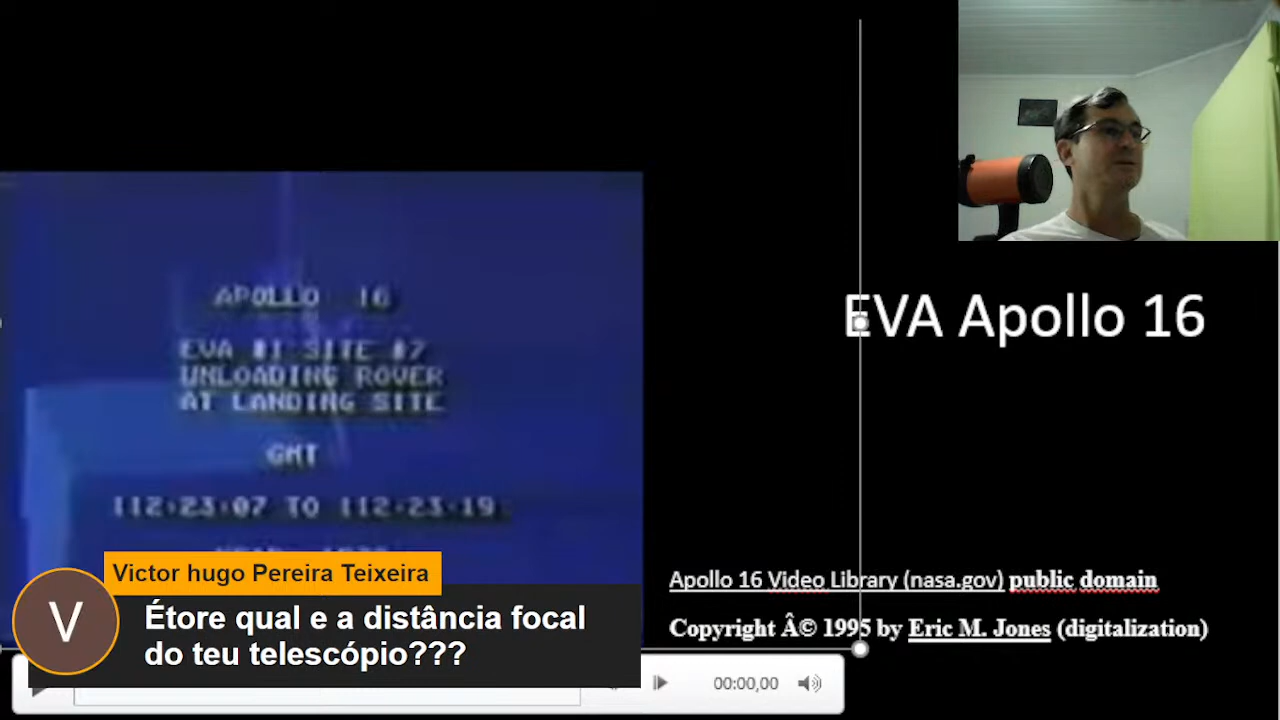 APOLLO 16
EVA #1 SITE #7
UNLOADING ROVER
AT LANDING SITE
GMT
112:23:07 TO 112:23:19
EVA Apollo 16
Apollo 16 Video Library (nasa.gov) public domain
Copyright Â© 1995 by Eric M. Jones (digitalization)
Victor hugo Pereira Teixeira
V
Étore qual e a distância focal
do teu telescópio???
00:00,00